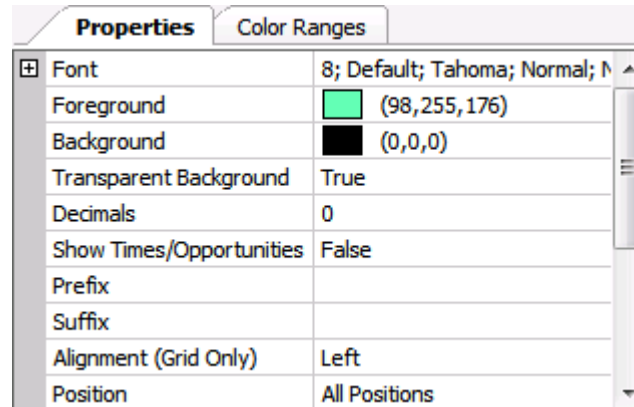 Properties Color Ranges
Font 8; Default; Tahoma; Normal;
Foreground (98,255,176)
Background (0,0,0)
Transparent Background True
Decimals 0
Show Times/Opportunities False
Prefix
Suffix
Alignment (Grid Only) Left
Position All Positions